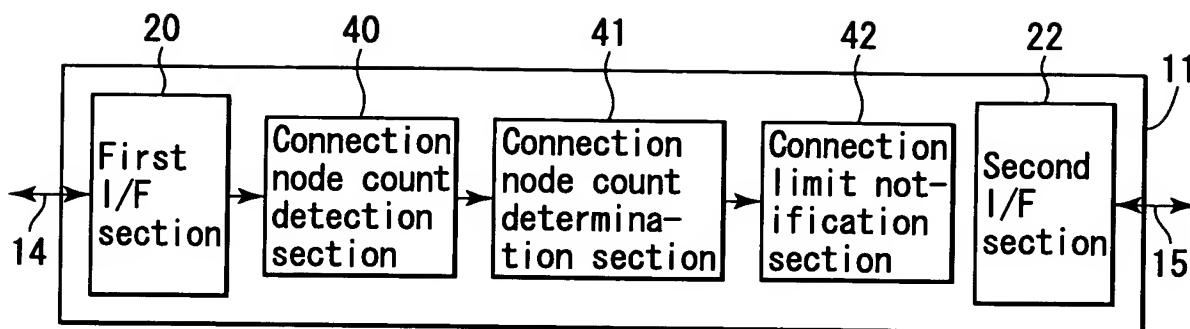 20
40
41
42
22
11
First
I/F
section
Connection
node count
detection
section
Connection
node count
determina-
tion section
Connection
limit not-
ification
section
Second
I/F
section
14
15